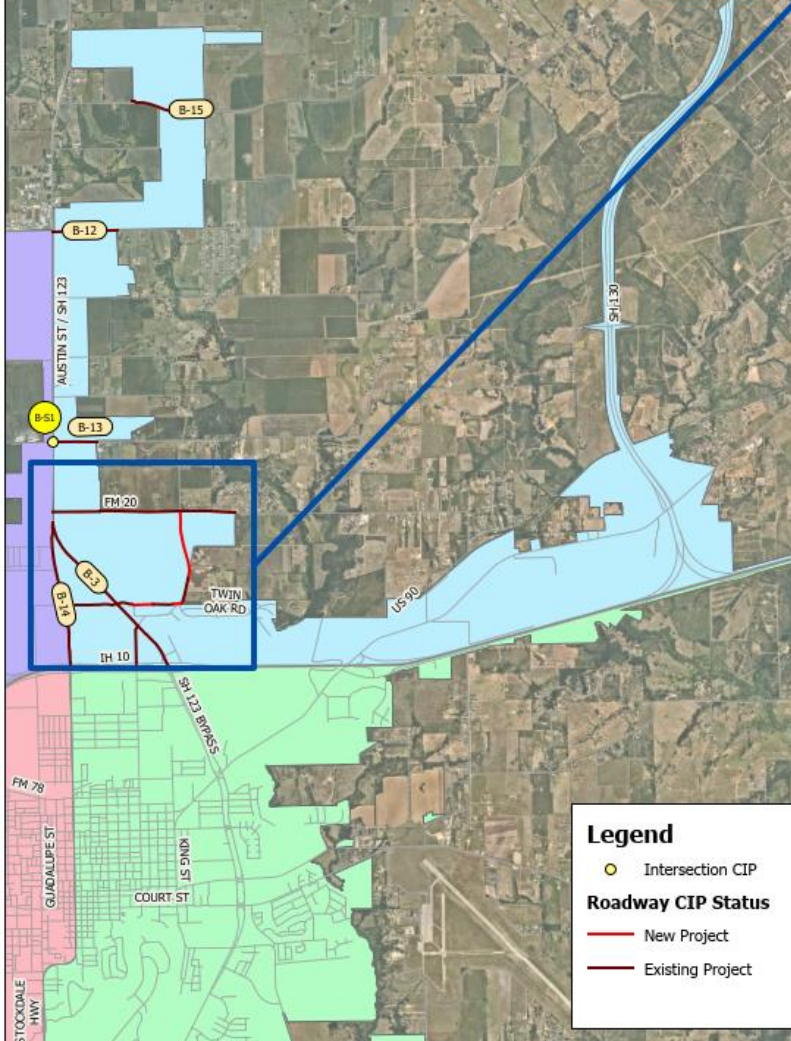 B-15
B-12
AUSTIN ST / SH 123
SH 130
B-S1
B-13
FM 20
B-3
B-14
TWIN
OAK RD
US 90
IH 10
SH 123 BYPASS
FM 78
GUADALUPE ST
KING ST
COURT ST
STOCKDALE
HWY
Legend
Intersection CIP
Roadway CIP Status
New Project
Existing Project